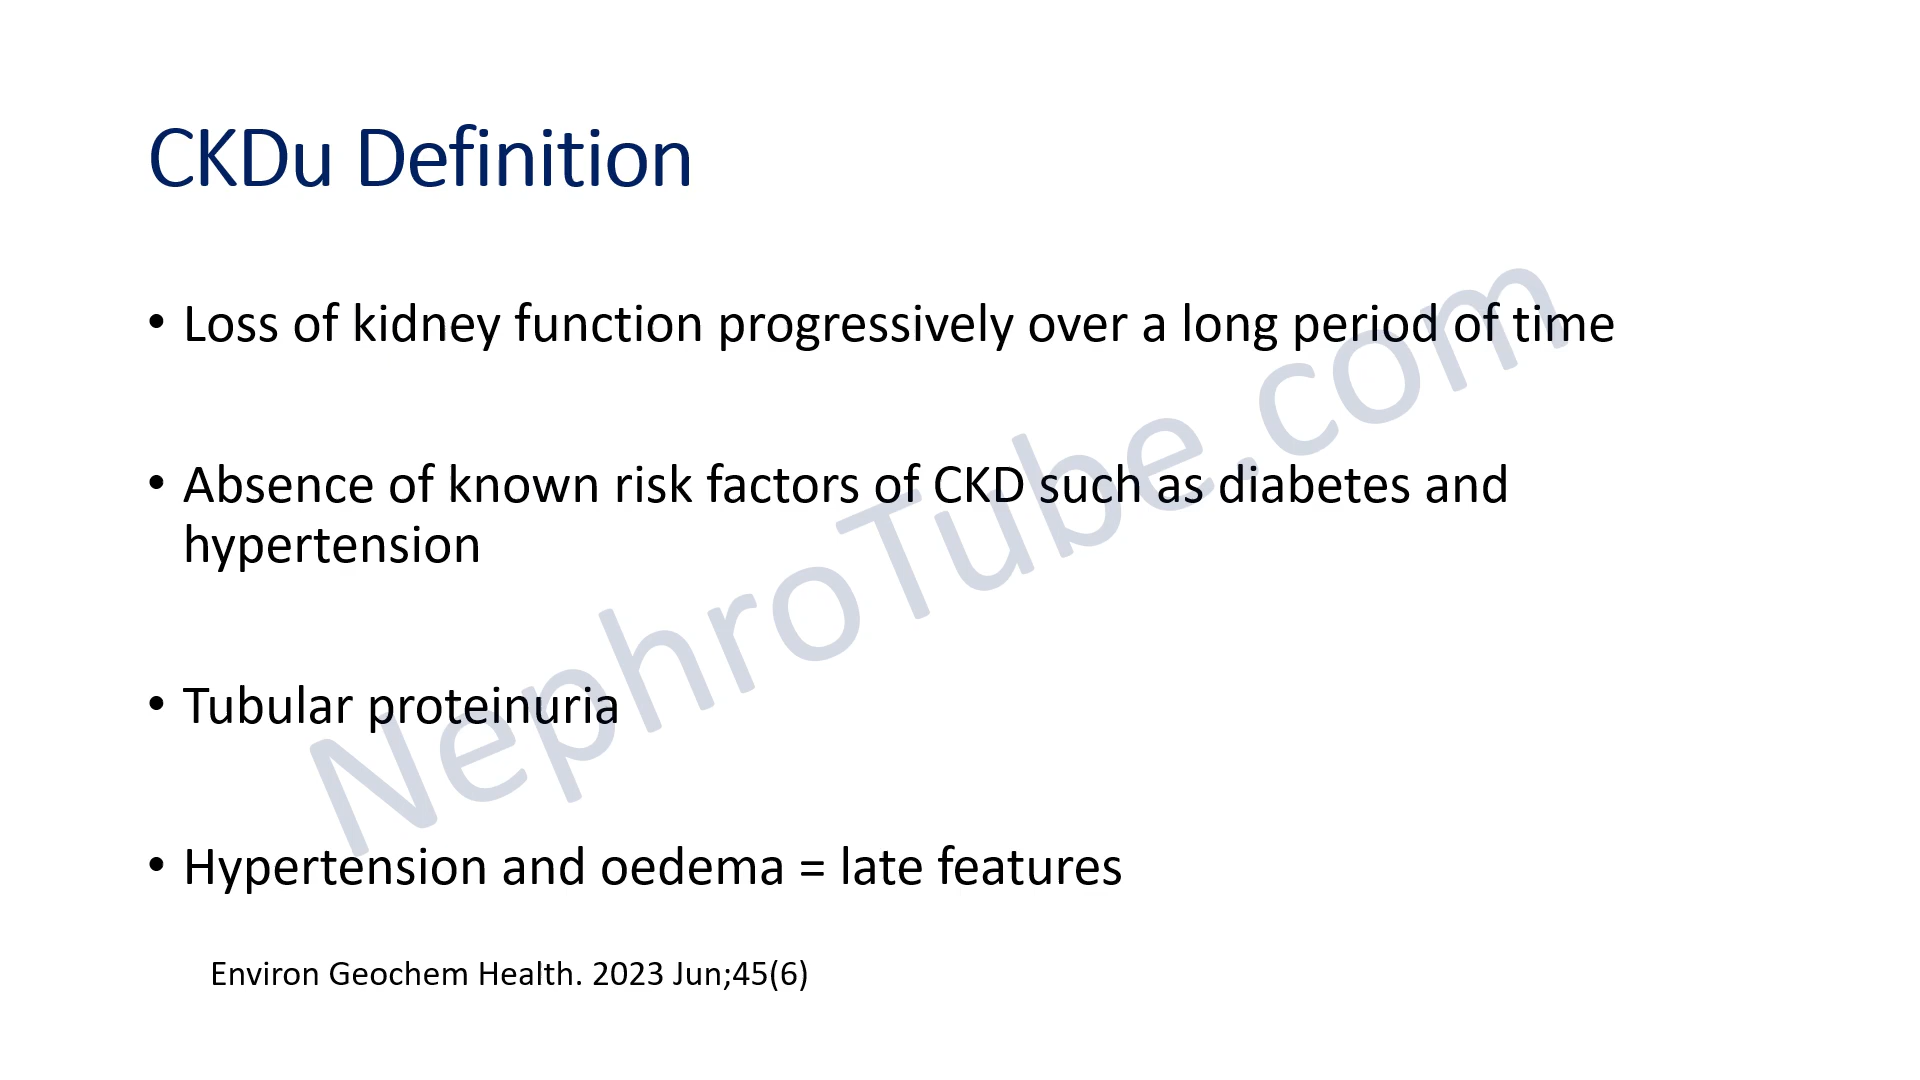 CKDu Definition
• Loss of kidney function progressively over a long period of time
• Absence of known risk factors of CKD such as diabetes and
hypertension
• Tubular proteinuria
• Hypertension and oedema = late features
Environ Geochem Health. 2023 Jun;45(6)
NephroTube.com